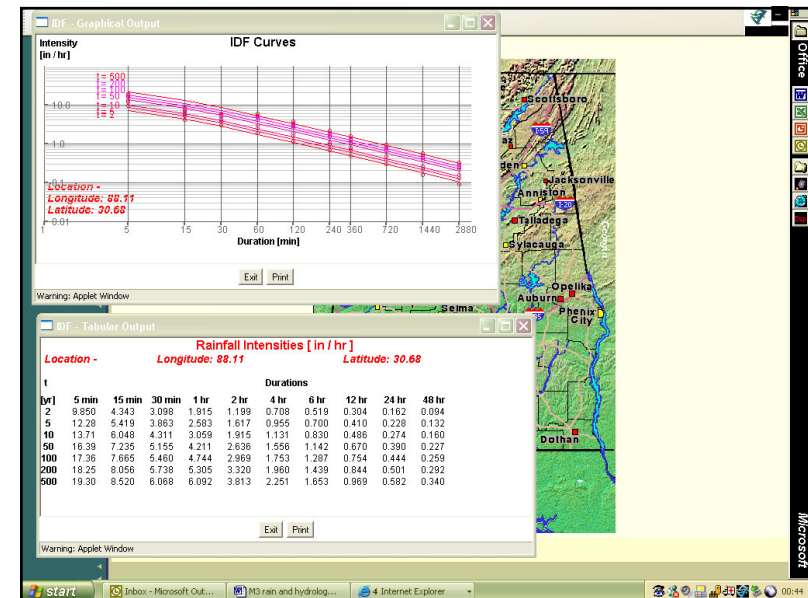 IDF - Graphical Output
Intensity
[in / hr]
IDF Curves
t = 500
10.0
1.0
0.1
0.01
Location -
Longitude: 88.11
Latitude: 30.68
1 5 15 30 60 120 240 360 720 1440 2880
Duration [min]
Exit Print
Warning: Applet Window
IDF - Tabular Output
Rainfall Intensities [ in / hr ]
Location - Longitude: 88.11 Latitude: 30.68
t Durations
[yr] 5 min 15 min 30 min 1 hr 2 hr 4 hr 6 hr 12 hr 24 hr 48 hr
2 9.850 4.343 3.098 1.915 1.199 0.708 0.519 0.304 0.162 0.094
5 12.28 5.419 3.863 2.583 1.617 0.955 0.700 0.410 0.228 0.132
10 13.71 6.048 4.311 3.059 1.915 1.131 0.830 0.486 0.274 0.160
50 16.39 7.235 5.155 4.211 2.636 1.556 1.142 0.670 0.390 0.227
100 17.36 7.665 5.460 4.744 2.969 1.753 1.287 0.754 0.444 0.259
200 18.25 8.056 5.738 5.305 3.320 1.960 1.439 0.844 0.501 0.292
500 19.30 8.520 6.068 6.092 3.813 2.251 1.653 0.969 0.582 0.340
Exit Print
Warning: Applet Window
Scottsboro
I-59
Jacksonville
Anniston
I-20
Talladega
Georgia
Sylacauga
Opelika
Auburn
Phenix
City
Selma
Dothan
Office
Microsoft
start
Inbox - Microsoft Out...
M3 rain and hydrolog...
4 Internet Explorer
00:44